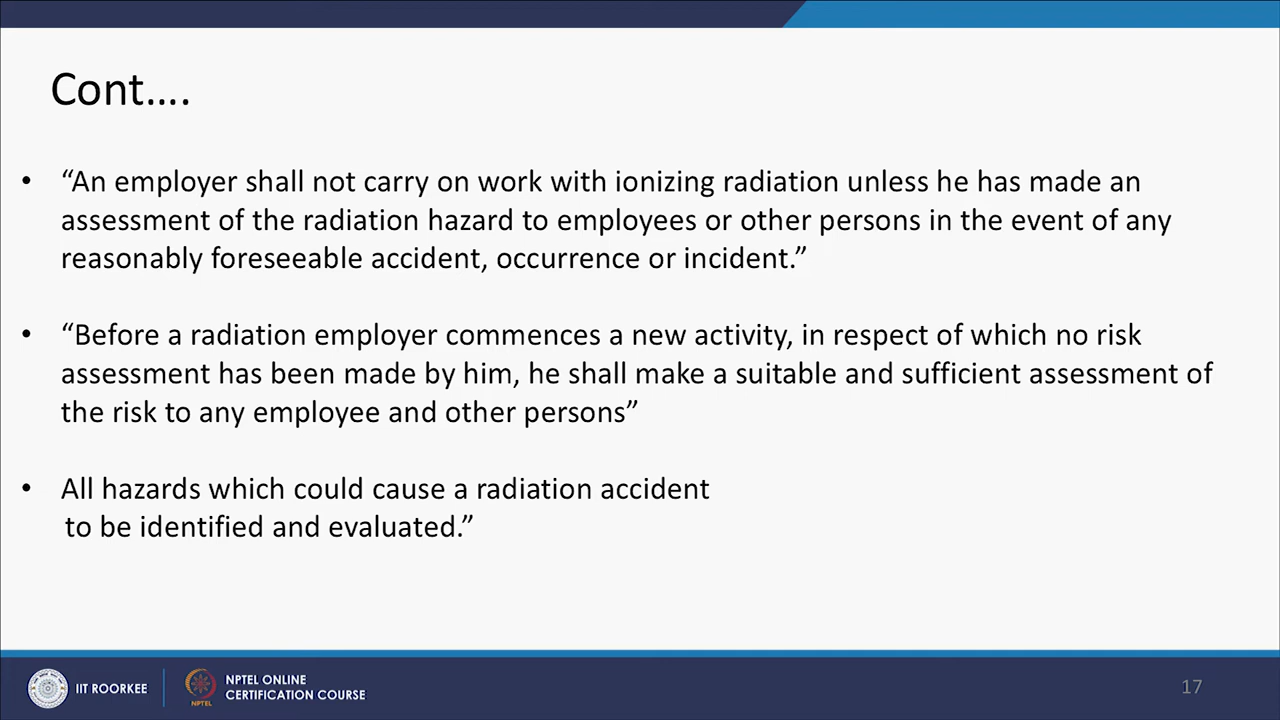 Cont….
• “An employer shall not carry on work with ionizing radiation unless he has made an
assessment of the radiation hazard to employees or other persons in the event of any
reasonably foreseeable accident, occurrence or incident.”
• “Before a radiation employer commences a new activity, in respect of which no risk
assessment has been made by him, he shall make a suitable and sufficient assessment of
the risk to any employee and other persons”
• All hazards which could cause a radiation accident
to be identified and evaluated.”
IIT ROORKEE
NPTEL
NPTEL ONLINE
CERTIFICATION COURSE
17